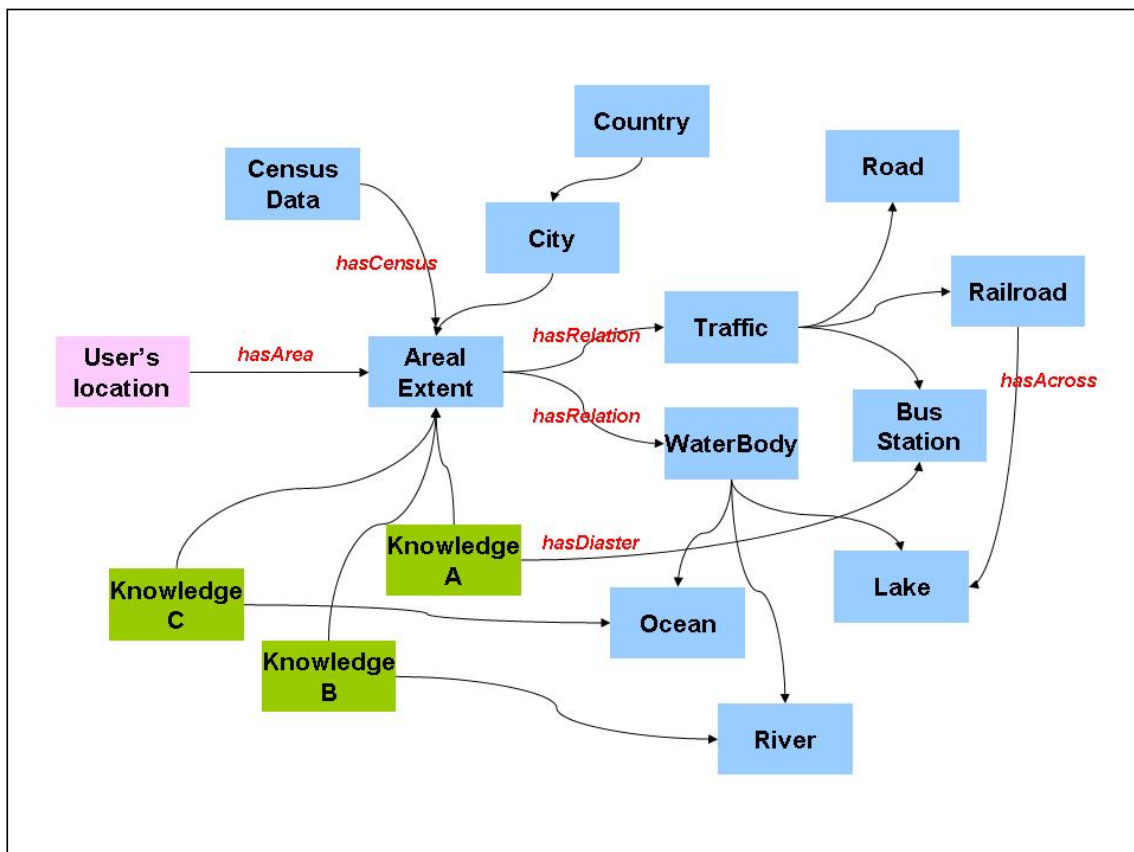 Country
Census
Data
Road
City
hasCensus
Railroad
Traffic
hasRelation
User's
location
hasArea
Areal
Extent
hasAcross
hasRelation
WaterBody
Bus
Station
Knowledge
A
hasDiaster
Knowledge
C
Lake
Ocean
Knowledge
B
River